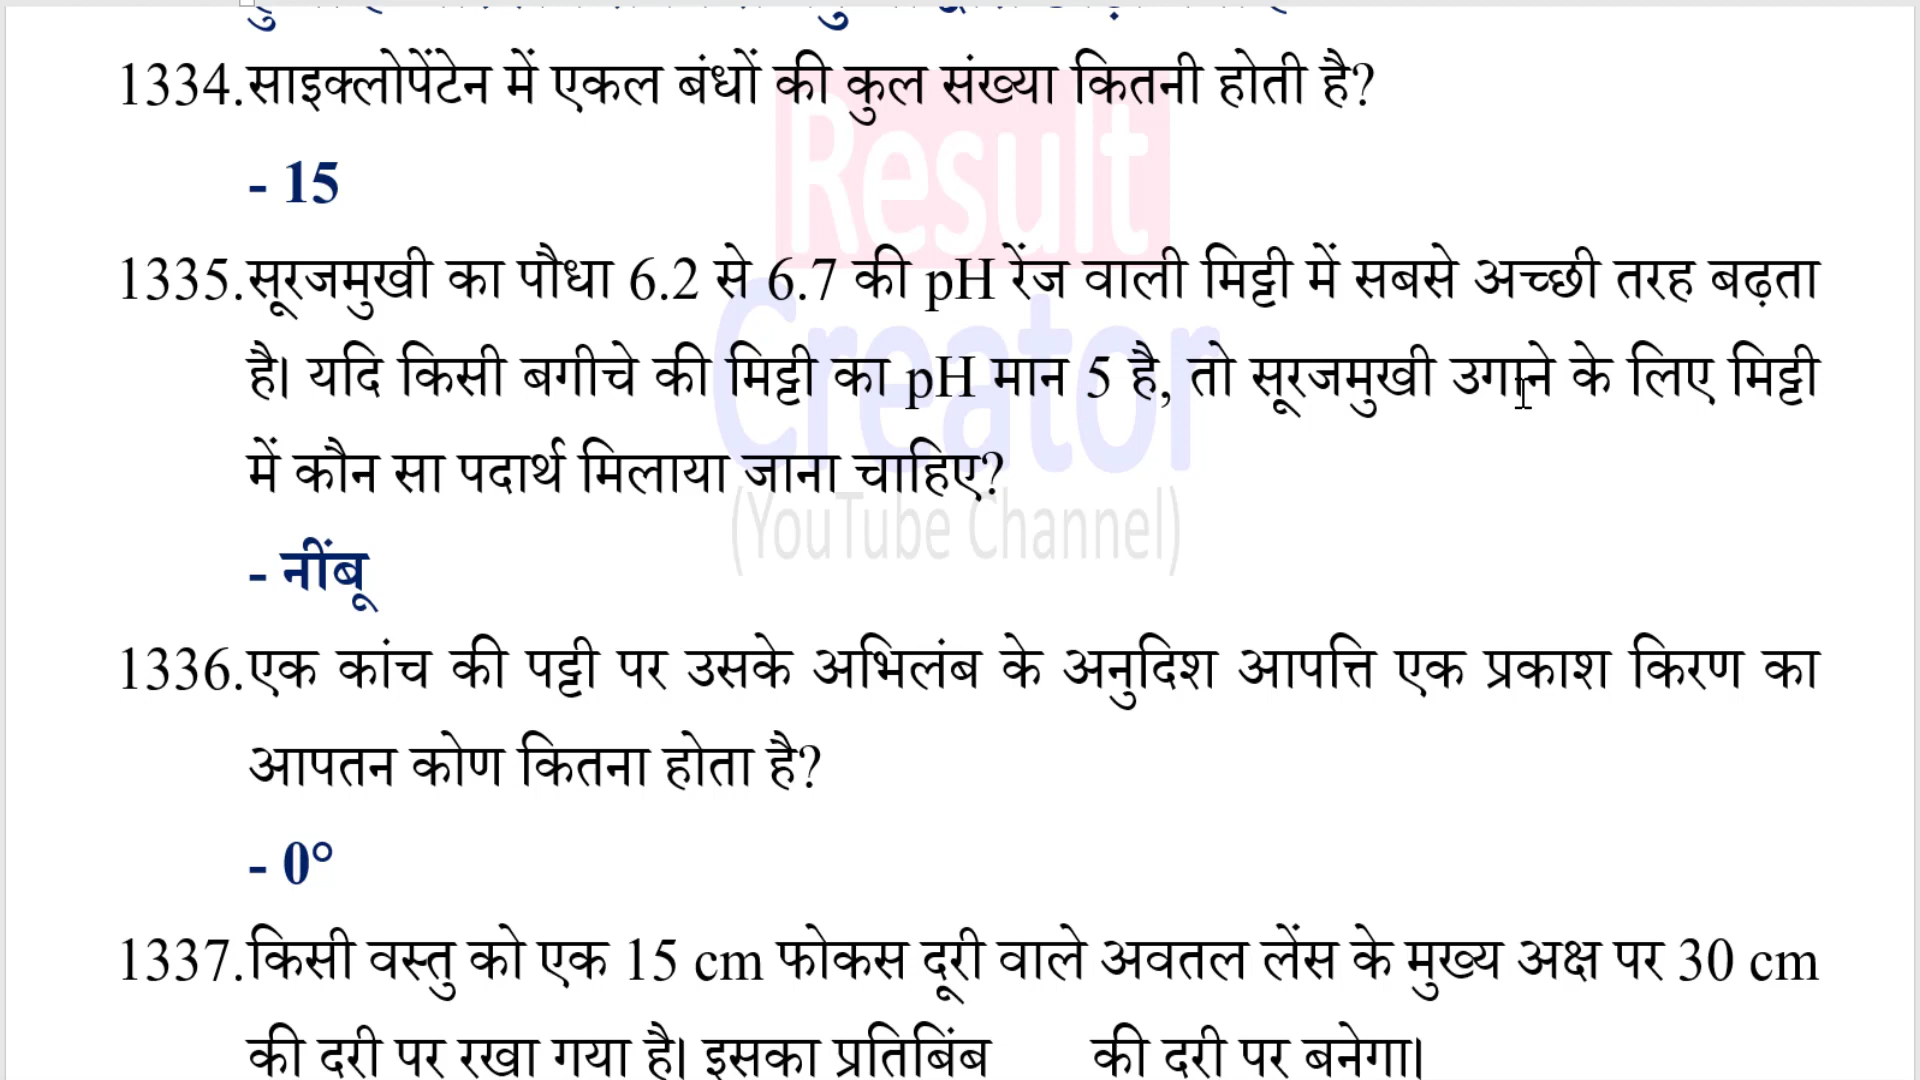 1334.साइक्लोपेंटेन में एकल बंधों की कुल संख्या कितनी होती है?
- 15
1335.सूरजमुखी का पौधा 6.2 से 6.7 की pH रेंज वाली मिट्टी में सबसे अच्छी तरह बढ़ता
है। यदि किसी बगीचे की मिट्टी का pH मान 5 है, तो सूरजमुखी उगाने के लिए मिट्टी
में कौन सा पदार्थ मिलाया जाना चाहिए?
- नींबू
1336.एक कांच की पट्टी पर उसके अभिलंब के अनुदिश आपत्ति एक प्रकाश किरण का
आपतन कोण कितना होता है?
- 0°
1337.किसी वस्तु को एक 15 cm फोकस दूरी वाले अवतल लेंस के मुख्य अक्ष पर 30 cm
की दूरी पर रखा गया है। इसका प्रतिबिंब की दूरी पर बनेगा।
Result
Creator
(YouTube Channel)